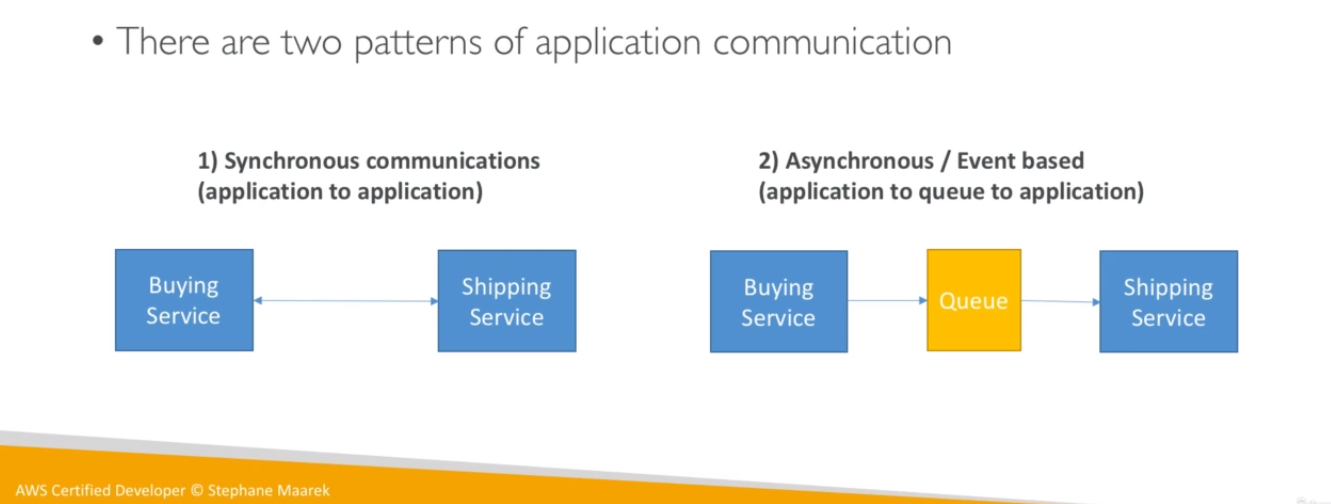 • There are two patterns of application communication
1) Synchronous communications
(application to application)
2) Asynchronous / Event based
(application to queue to application)
Buying
Service
Shipping
Service
Buying
Service
Queue
Shipping
Service
AWS Certified Developer © Stephane Maarek